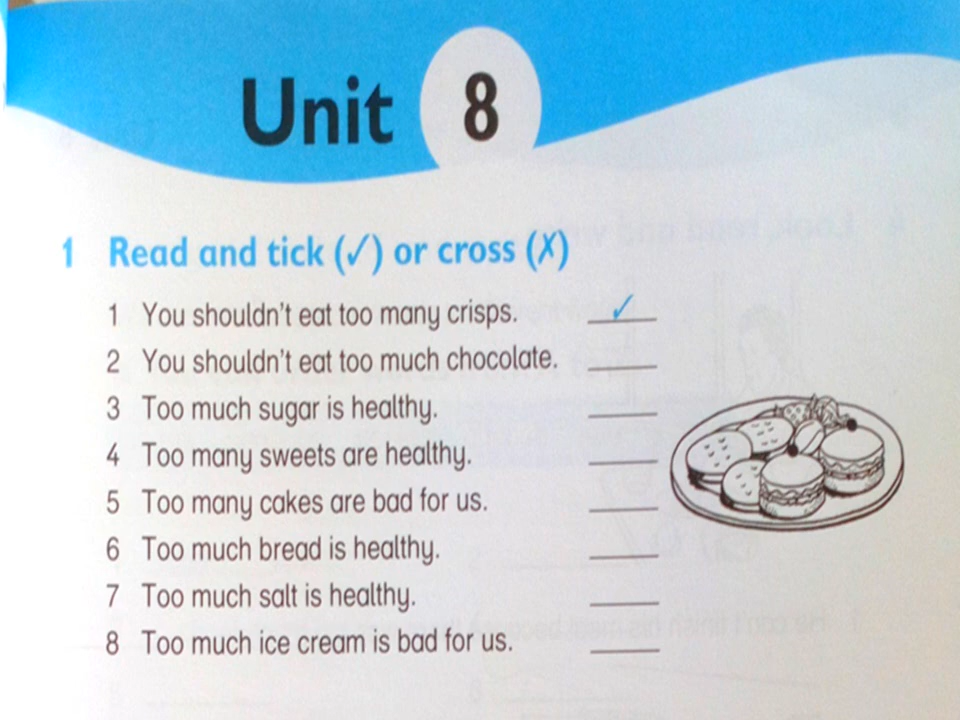 Unit 8
1 Read and tick (✓) or cross (✗)
1 You shouldn't eat too many crisps. ✓
2 You shouldn't eat too much chocolate.
3 Too much sugar is healthy.
4 Too many sweets are healthy.
5 Too many cakes are bad for us.
6 Too much bread is healthy.
7 Too much salt is healthy.
8 Too much ice cream is bad for us.